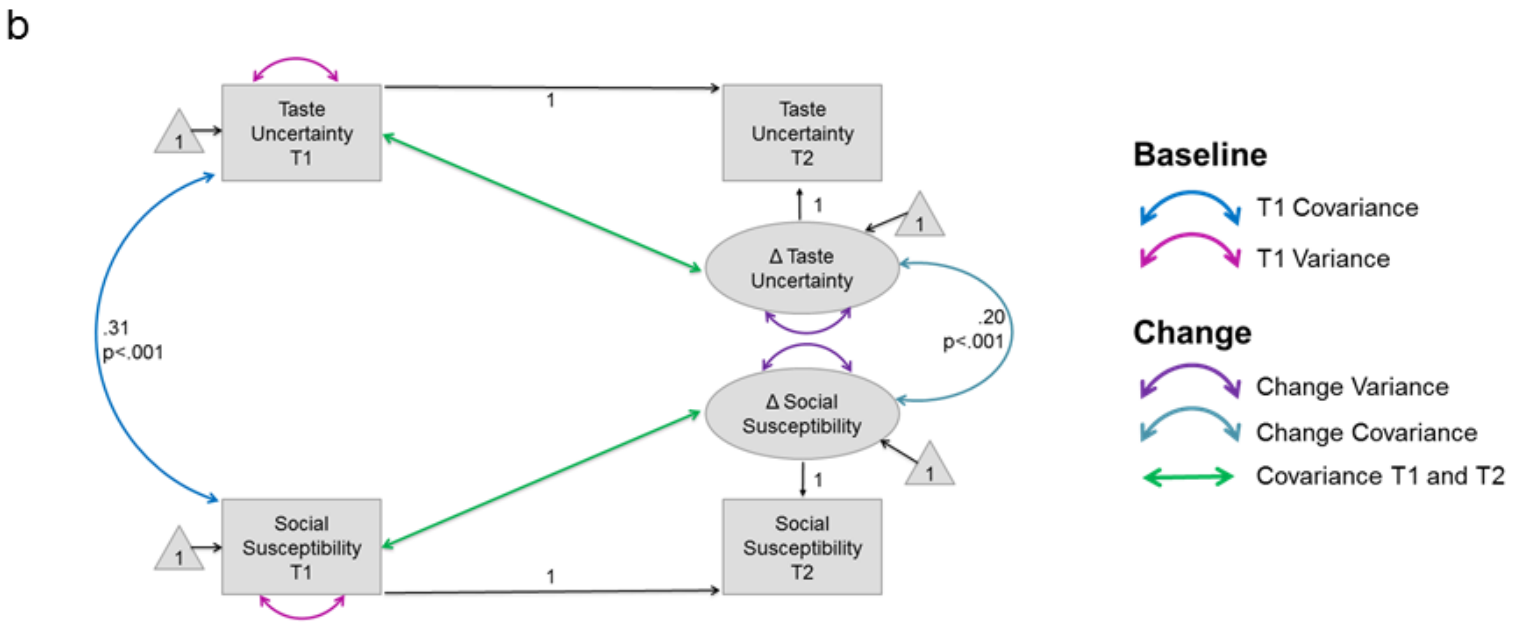 b
Taste
Uncertainty
T1
1
1
Taste
Uncertainty
T2
1
1
Δ Taste
Uncertainty
.31
p<.001
.20
p<.001
Δ Social
Susceptibility
1
1
Social
Susceptibility
T1
1
1
Social
Susceptibility
T2
Baseline
T1 Covariance
T1 Variance
Change
Change Variance
Change Covariance
Covariance T1 and T2